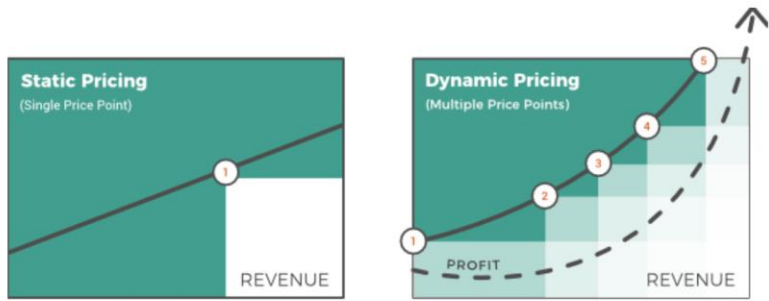 Static Pricing
(Single Price Point)
1
REVENUE
Dynamic Pricing
(Multiple Price Points)
5
4
3
2
1
PROFIT
REVENUE